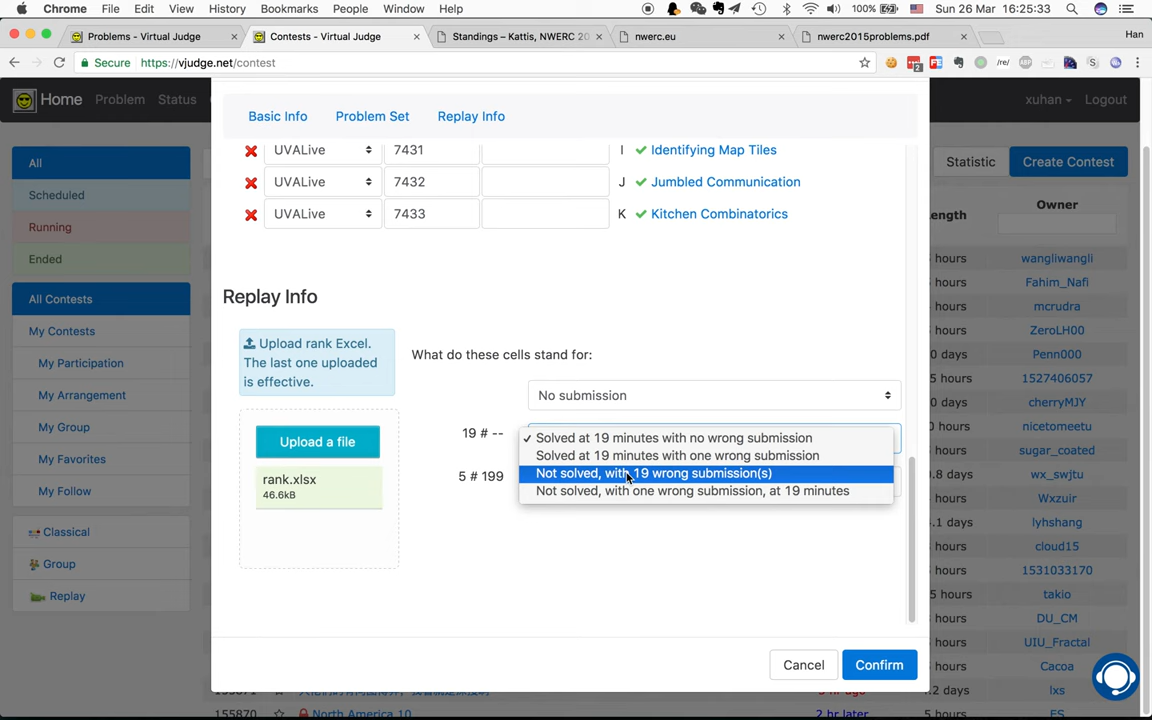 Chrome File Edit View History Bookmarks People Window Help 100% Sun 26 Mar 16:25:33
Problems - Virtual Judge × Contests - Virtual Judge × Standings – Kattis, NWERC 20 × nwerc.eu × nwerc2015problems.pdf × Han
Secure https://vjudge.net/contest
Home Problem Status xuhan Logout
Basic Info Problem Set Replay Info
All
Scheduled
Running
Ended
All Contests
My Contests
My Participation
My Arrangement
My Group
My Favorites
My Follow
Classical
Group
Replay
UVALive 7431 I Identifying Map Tiles
UVALive 7432 J Jumbled Communication
UVALive 7433 K Kitchen Combinatorics
Replay Info
Upload rank Excel.
The last one uploaded
is effective.
Upload a file
rank.xlsx
46.6kB
What do these cells stand for:
No submission
19 # --
Solved at 19 minutes with no wrong submission
Solved at 19 minutes with one wrong submission
Not solved, with 19 wrong submission(s)
Not solved, with one wrong submission, at 19 minutes
5 # 199
Cancel Confirm
Statistic Create Contest
ength Owner
hours wangliwangli
hours Fahim_Nafi
hours mcrudra
hours ZeroLH00
0 days Penn000
5 hours 1527406057
hours cherryMJY
hours nicetomeetu
hours sugar_coated
0.8 days wx_swjtu
hours Wxzuir
.1 days lyhshang
hours cloud15
hours 1531033170
5 hours takio
hours DU_CM
hours UIU_Fractal
hours Cacoa
.2 days lxs
155870 North America 10 2 hr later hours FS